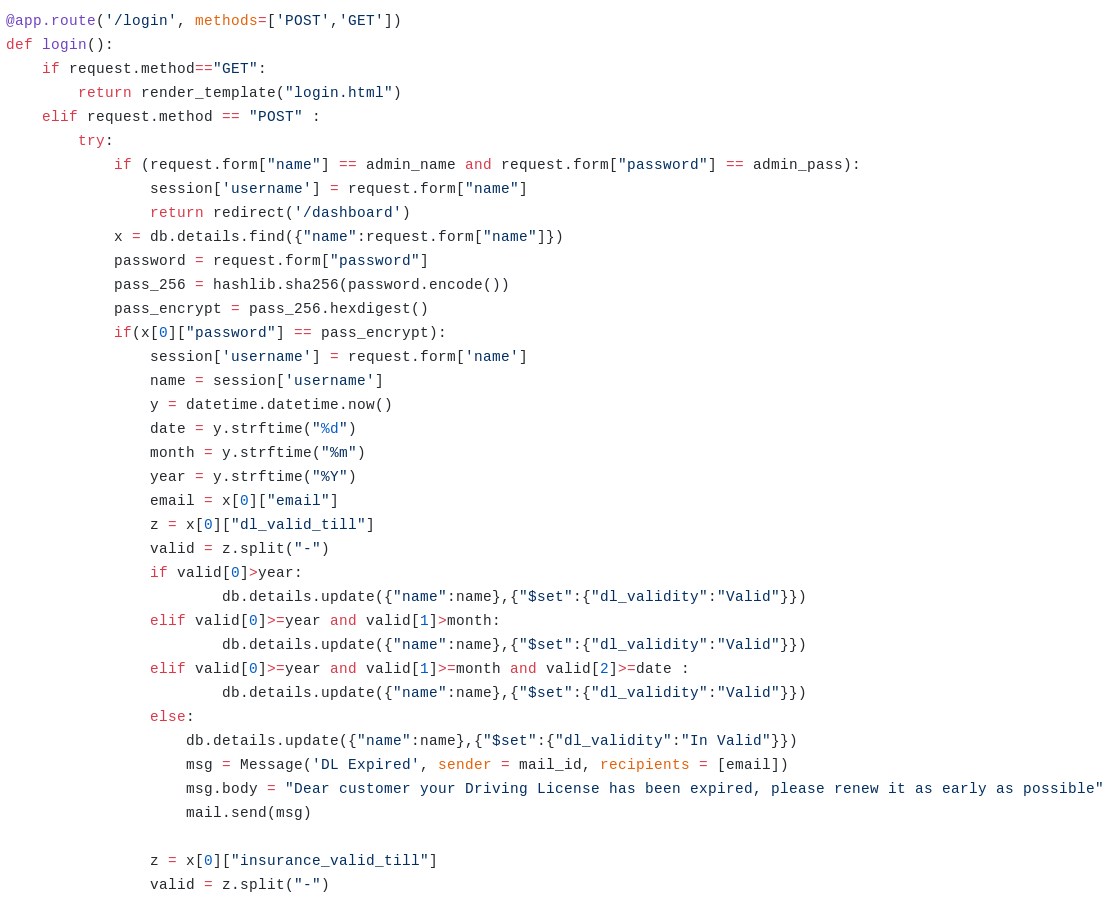 @app.route('/login', methods=['POST','GET'])
def login():
    if request.method=="GET":
        return render_template("login.html")
    elif request.method == "POST" :
        try:
            if (request.form["name"] == admin_name and request.form["password"] == admin_pass):
                session['username'] = request.form["name"]
                return redirect('/dashboard')
            x = db.details.find({"name":request.form["name"]})
            password = request.form["password"]
            pass_256 = hashlib.sha256(password.encode())
            pass_encrypt = pass_256.hexdigest()
            if(x[0]["password"] == pass_encrypt):
                session['username'] = request.form['name']
                name = session['username']
                y = datetime.datetime.now()
                date = y.strftime("%d")
                month = y.strftime("%m")
                year = y.strftime("%Y")
                email = x[0]["email"]
                z = x[0]["dl_valid_till"]
                valid = z.split("-")
                if valid[0]>year:
                        db.details.update({"name":name},{"$set":{"dl_validity":"Valid"}})
                elif valid[0]>=year and valid[1]>month:
                        db.details.update({"name":name},{"$set":{"dl_validity":"Valid"}})
                elif valid[0]>=year and valid[1]>=month and valid[2]>=date :
                        db.details.update({"name":name},{"$set":{"dl_validity":"Valid"}})
                else:
                    db.details.update({"name":name},{"$set":{"dl_validity":"In Valid"}})
                    msg = Message('DL Expired', sender = mail_id, recipients = [email])
                    msg.body = "Dear customer your Driving License has been expired, please renew it as early as possible"
                    mail.send(msg)

                z = x[0]["insurance_valid_till"]
                valid = z.split("-")